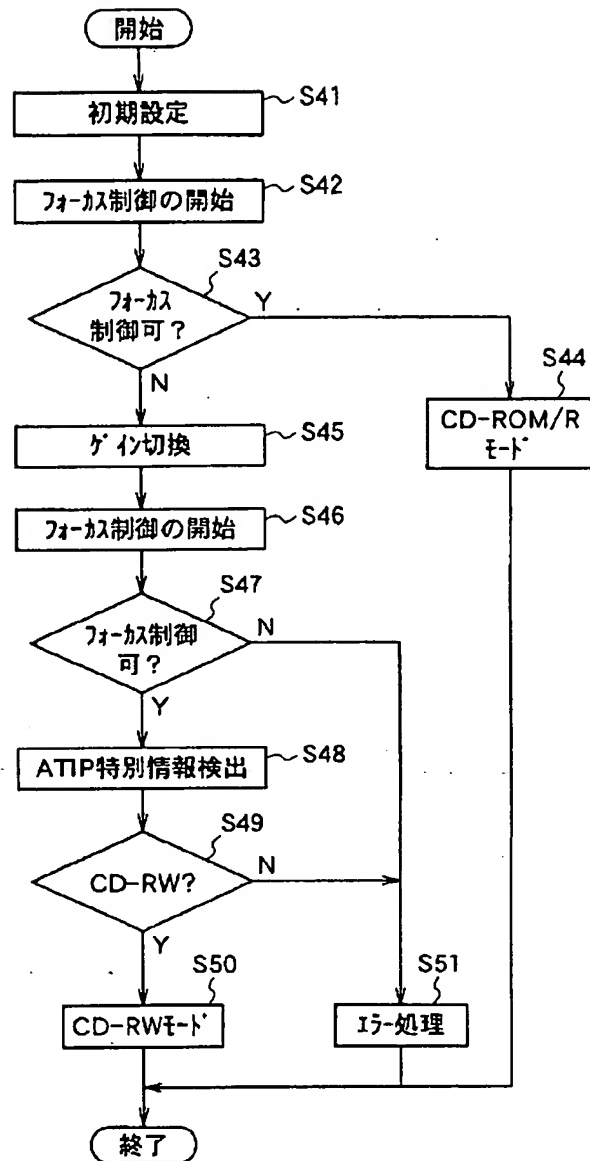 開始
初期設定
S41
フォーカス制御の開始
S42
フォーカス
制御可?
S43
Y
N
CD-ROM/R
モード
S44
ゲイン切換
S45
フォーカス制御の開始
S46
フォーカス制御
可?
S47
N
Y
ATIP特別情報検出
S48
CD-RW?
S49
N
Y
CD-RWモード
S50
エラー処理
S51
終了